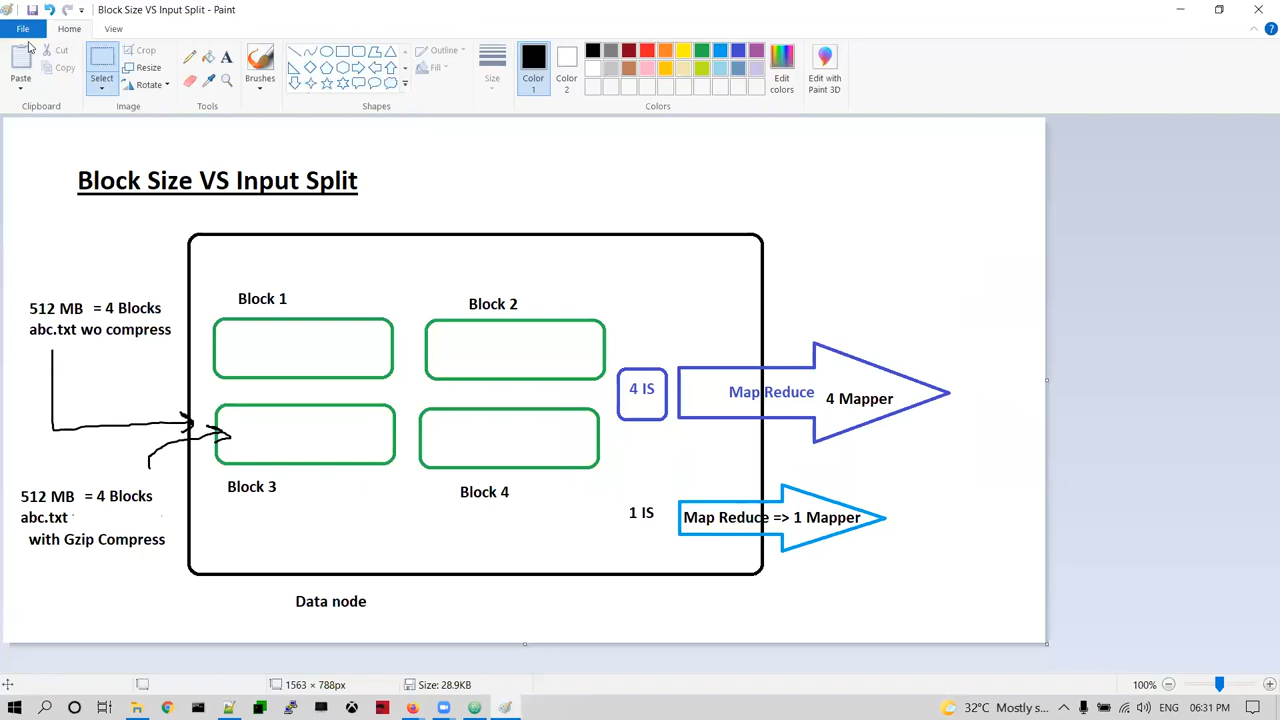 Block Size VS Input Split - Paint
File Home View
Cut
Copy
Paste
Clipboard
Select
Crop
Resize
Rotate
Image
Tools
Brushes
Outline
Fill
Shapes
Size
Color 1
Color 2
Colors
Edit colors
Edit with Paint 3D
Block Size VS Input Split
512 MB = 4 Blocks
abc.txt wo compress
Block 1
Block 2
4 IS
Map Reduce
4 Mapper
Block 3
Block 4
512 MB = 4 Blocks
abc.txt
with Gzip Compress
1 IS
Map Reduce => 1 Mapper
Data node
1563 × 788px
Size: 28.9KB
100%
32°C Mostly s...
ENG
06:31 PM